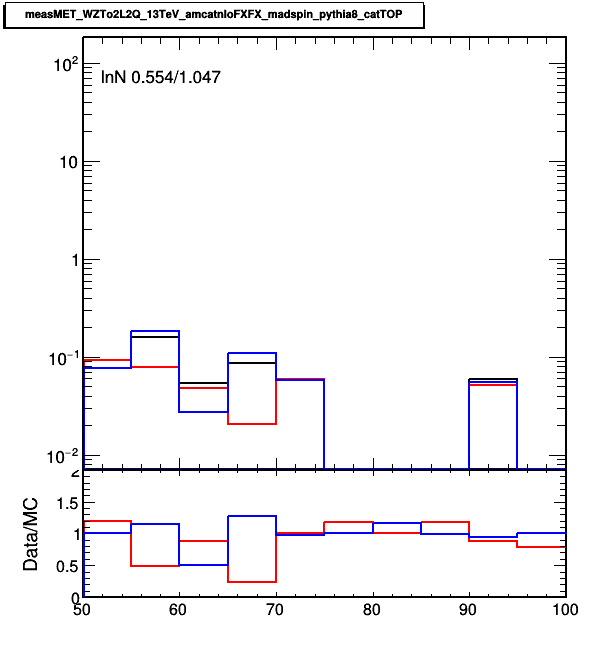 measMET_WZTo2L2Q_13TeV_amcatnloFXFX_madspin_pythia8_catTOP
10²
lnN 0.554/1.047
10
1
10⁻¹
10⁻²
2
1.5
1
0.5
0
Data/MC
50 60 70 80 90 100